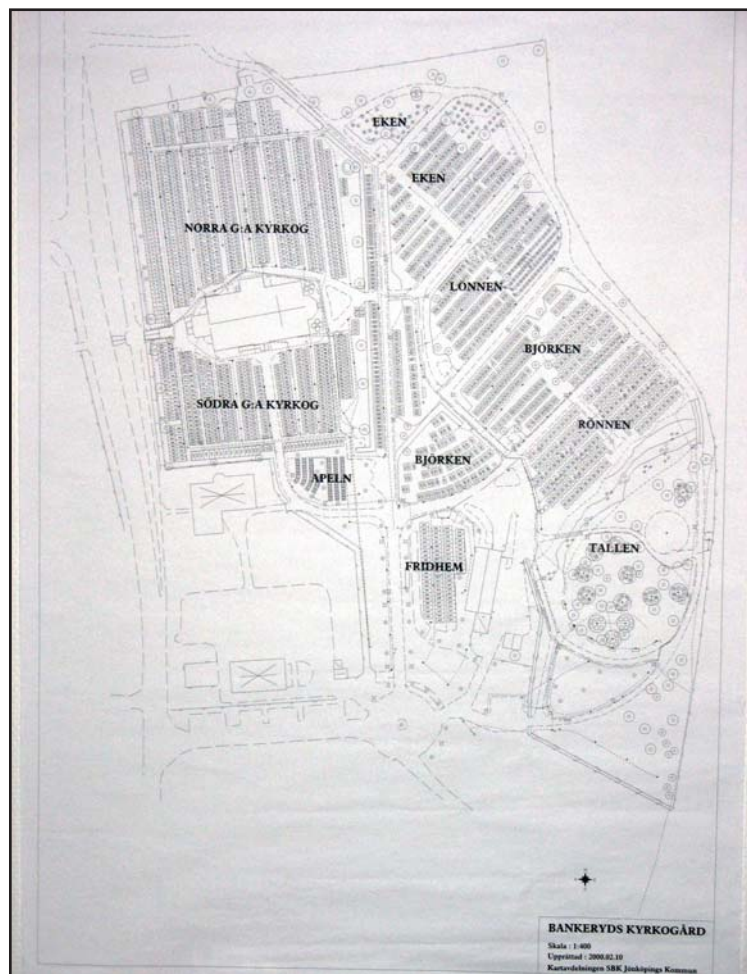 EKEN
EKEN
NORRA G:A KYRKOG
LÖNNEN
BJÖRKEN
SÖDRA G:A KYRKOG
RÖNNEN
BJÖRKEN
APELN
TALLEN
FRIDHEM
BANKERYDS KYRKOGÅRD
Skala : 1:400
Upprättad : 2000.02.10
Kartavdelningen SBK Jönköpings Kommun